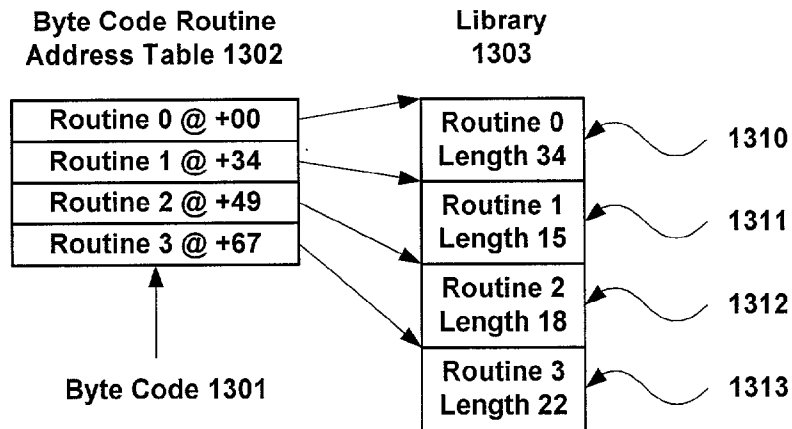 Byte Code Routine
Address Table 1302
Library
1303
Routine 0 @ +00
Routine 1 @ +34
Routine 2 @ +49
Routine 3 @ +67
Byte Code 1301
Routine 0
Length 34
1310
Routine 1
Length 15
1311
Routine 2
Length 18
1312
Routine 3
Length 22
1313